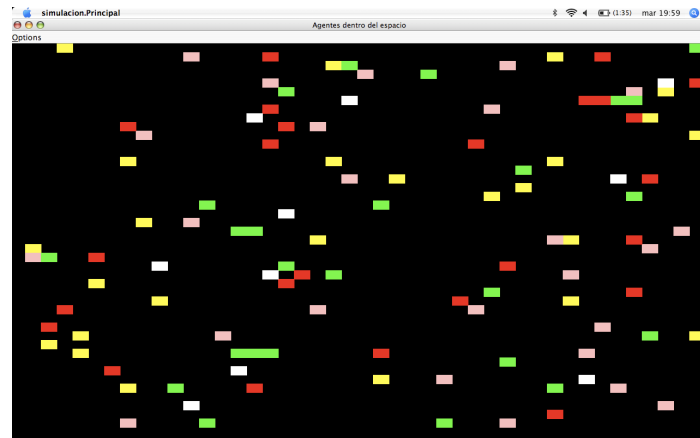 simulacion.Principal (1:35) mar 19:59
Agentes dentro del espacio
Options